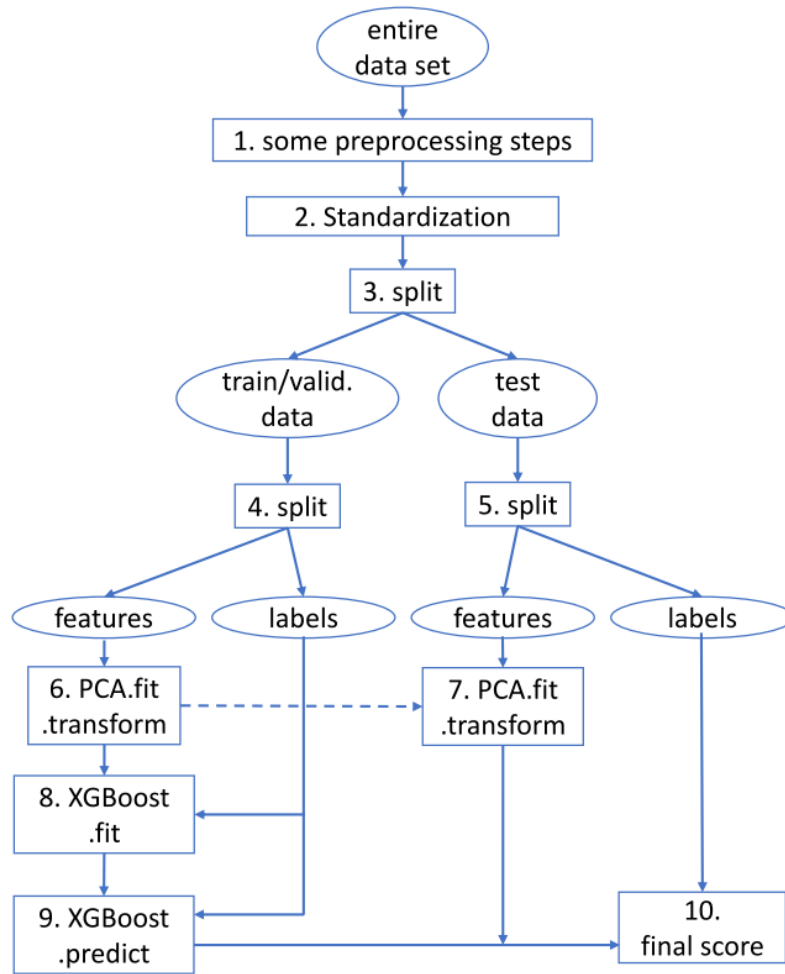 entire
data set
1. some preprocessing steps
2. Standardization
3. split
train/valid.
data
test
data
4. split
5. split
features
labels
features
labels
6. PCA.fit
.transform
7. PCA.fit
.transform
8. XGBoost
.fit
9. XGBoost
.predict
10.
final score